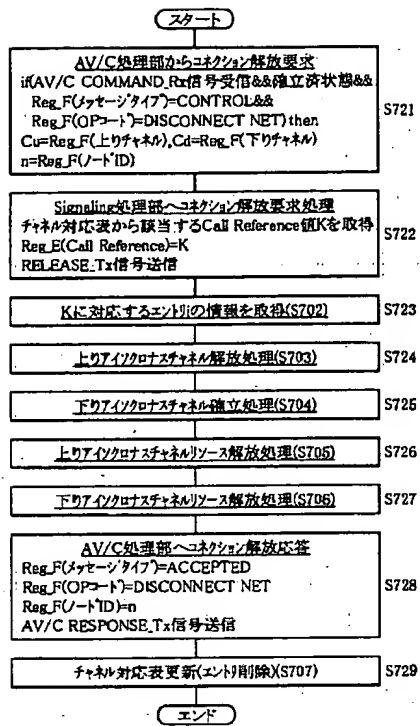 スタート
AV/C処理部からコネクション解放要求
if(AV/C COMMAND_Rx信号受信&&確立済状態&&
Reg_F(メッセージタイプ)=CONTROL&&
Reg_F(OPコード)=DISCONNECT NET) then
Cu=Reg_F(上りチャネル),Cd=Reg_F(下りチャネル)
n=Reg_F(ノードID)
S721
Signaling処理部へコネクション解放要求処理
チャネル対応表から該当するCall Reference値Kを取得
Reg_E(Call Reference)=K
RELEASE_Tx信号送信
S722
Kに対応するエントリiの情報を取得(S702)
S723
上りアイソクロナスチャネル解放処理(S703)
S724
下りアイソクロナスチャネル確立処理(S704)
S725
上りアイソクロナスチャネルリソース解放処理(S705)
S726
下りアイソクロナスチャネルリソース解放処理(S706)
S727
AV/C処理部へコネクション解放応答
Reg_F(メッセージタイプ)=ACCEPTED
Reg_F(OPコード)=DISCONNECT NET
Reg_F(ノードID)=n
AV/C RESPONSE_Tx信号送信
S728
チャネル対応表更新(エントリ削除)(S707)
S729
エンド